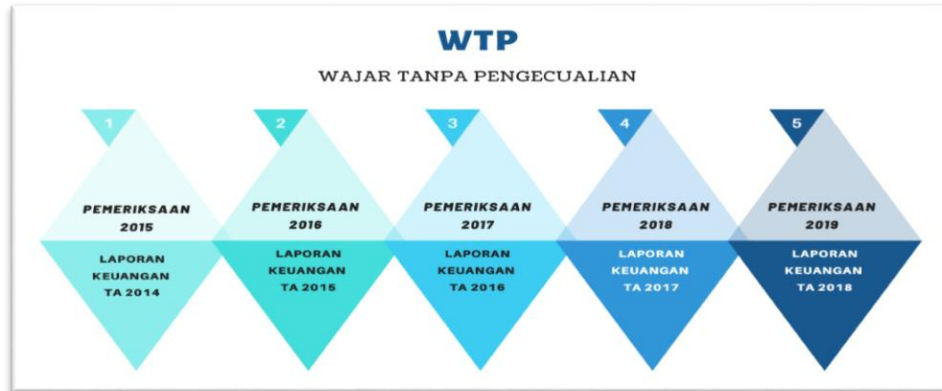 WTP
WAJAR TANPA PENGECUALIAN
1
PEMERIKSAAN
2015
LAPORAN
KEUANGAN
TA 2014
2
PEMERIKSAAN
2016
LAPORAN
KEUANGAN
TA 2015
3
PEMERIKSAAN
2017
LAPORAN
KEUANGAN
TA 2016
4
PEMERIKSAAN
2018
LAPORAN
KEUANGAN
TA 2017
5
PEMERIKSAAN
2019
LAPORAN
KEUANGAN
TA 2018